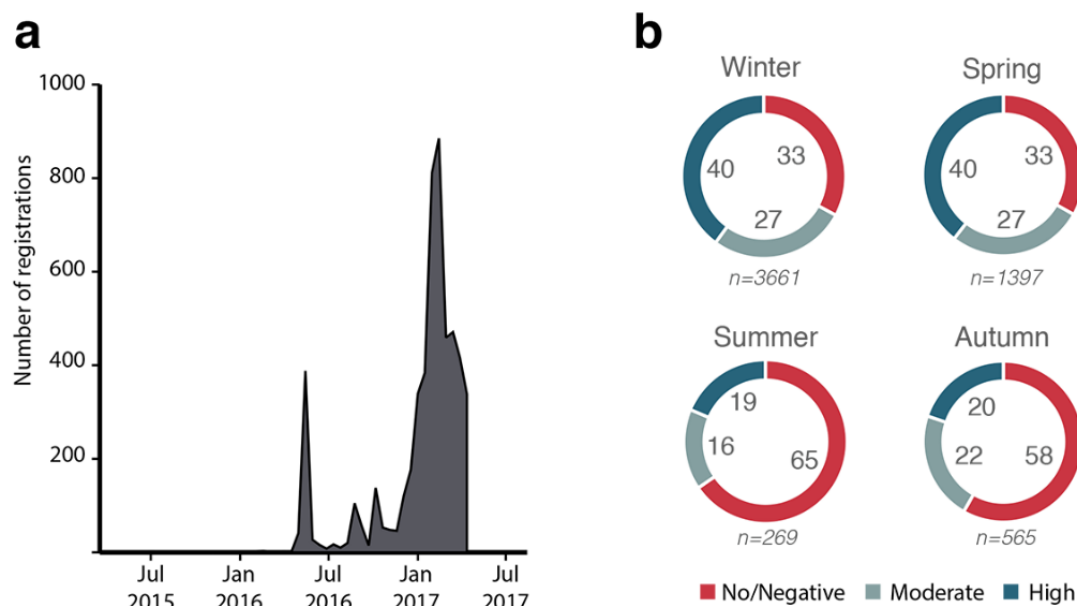 a
Number of registrations
1000
800
600
400
200
Jul
2015
Jan
2016
Jul
2016
Jan
2017
Jul
2017
b
Winter
40
33
27
n=3661
Spring
40
33
27
n=1397
Summer
19
16
65
n=269
Autumn
20
22
58
n=565
No/Negative Moderate High